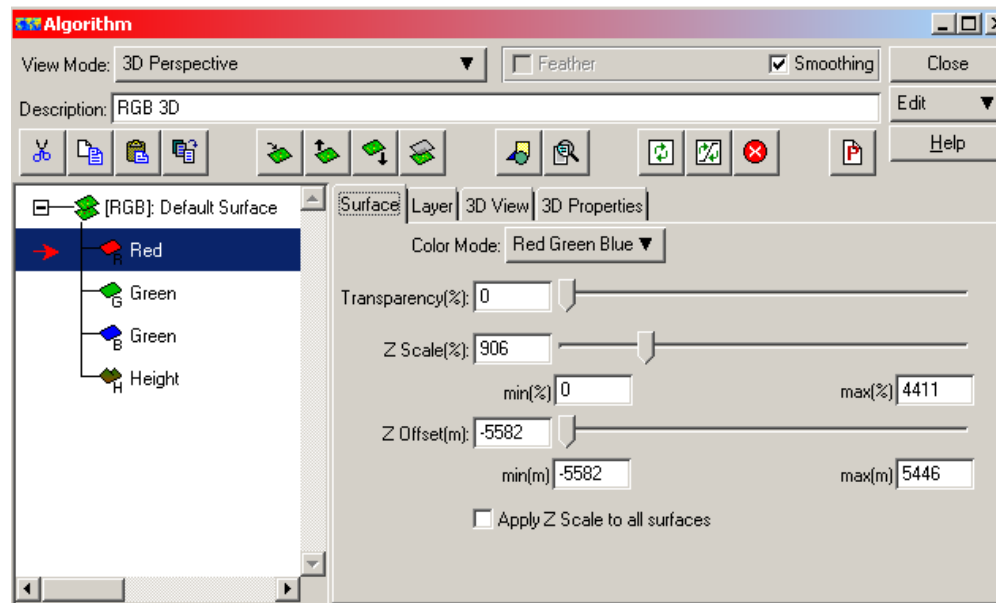 Algorithm
View Mode: 3D Perspective Feather Smoothing Close
Description: RGB 3D Edit
Help
[RGB]: Default Surface
R Red
G Green
B Green
H Height
Surface Layer 3D View 3D Properties
Color Mode: Red Green Blue
Transparency(%): 0
Z Scale(%): 906
min(%) 0 max(%) 4411
Z Offset(m): -5582
min(m) -5582 max(m) 5446
Apply Z Scale to all surfaces